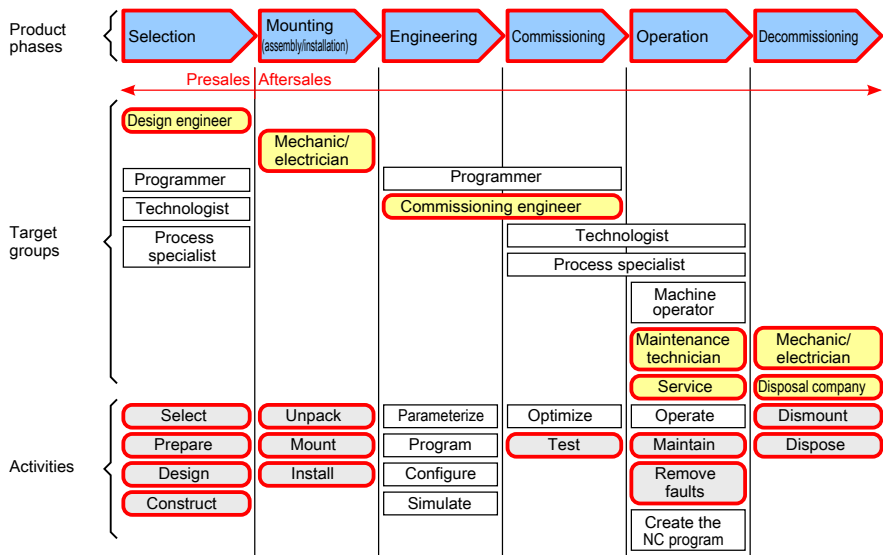 Product
phases
Selection
Mounting
(assembly/installation)
Engineering
Commissioning
Operation
Decommissioning
Presales
Aftersales
Target
groups
Design engineer
Mechanic/
electrician
Programmer
Programmer
Technologist
Commissioning engineer
Process
specialist
Technologist
Process specialist
Machine
operator
Maintenance
technician
Mechanic/
electrician
Service
Disposal company
Activities
Select
Unpack
Parameterize
Optimize
Operate
Dismount
Prepare
Mount
Program
Test
Maintain
Dispose
Design
Install
Configure
Remove
faults
Construct
Simulate
Create the
NC program